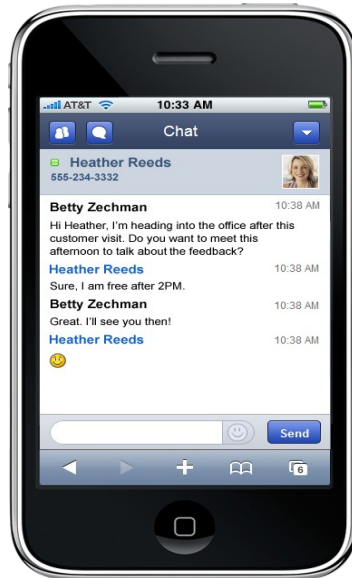 AT&T 10:33 AM
Chat
Heather Reeds
555-234-3332
Betty Zechman 10:38 AM
Hi Heather, I'm heading into the office after this
customer visit. Do you want to meet this
afternoon to talk about the feedback?
Heather Reeds 10:38 AM
Sure, I am free after 2PM.
Betty Zechman 10:38 AM
Great. I'll see you then!
Heather Reeds 10:38 AM
Send
6